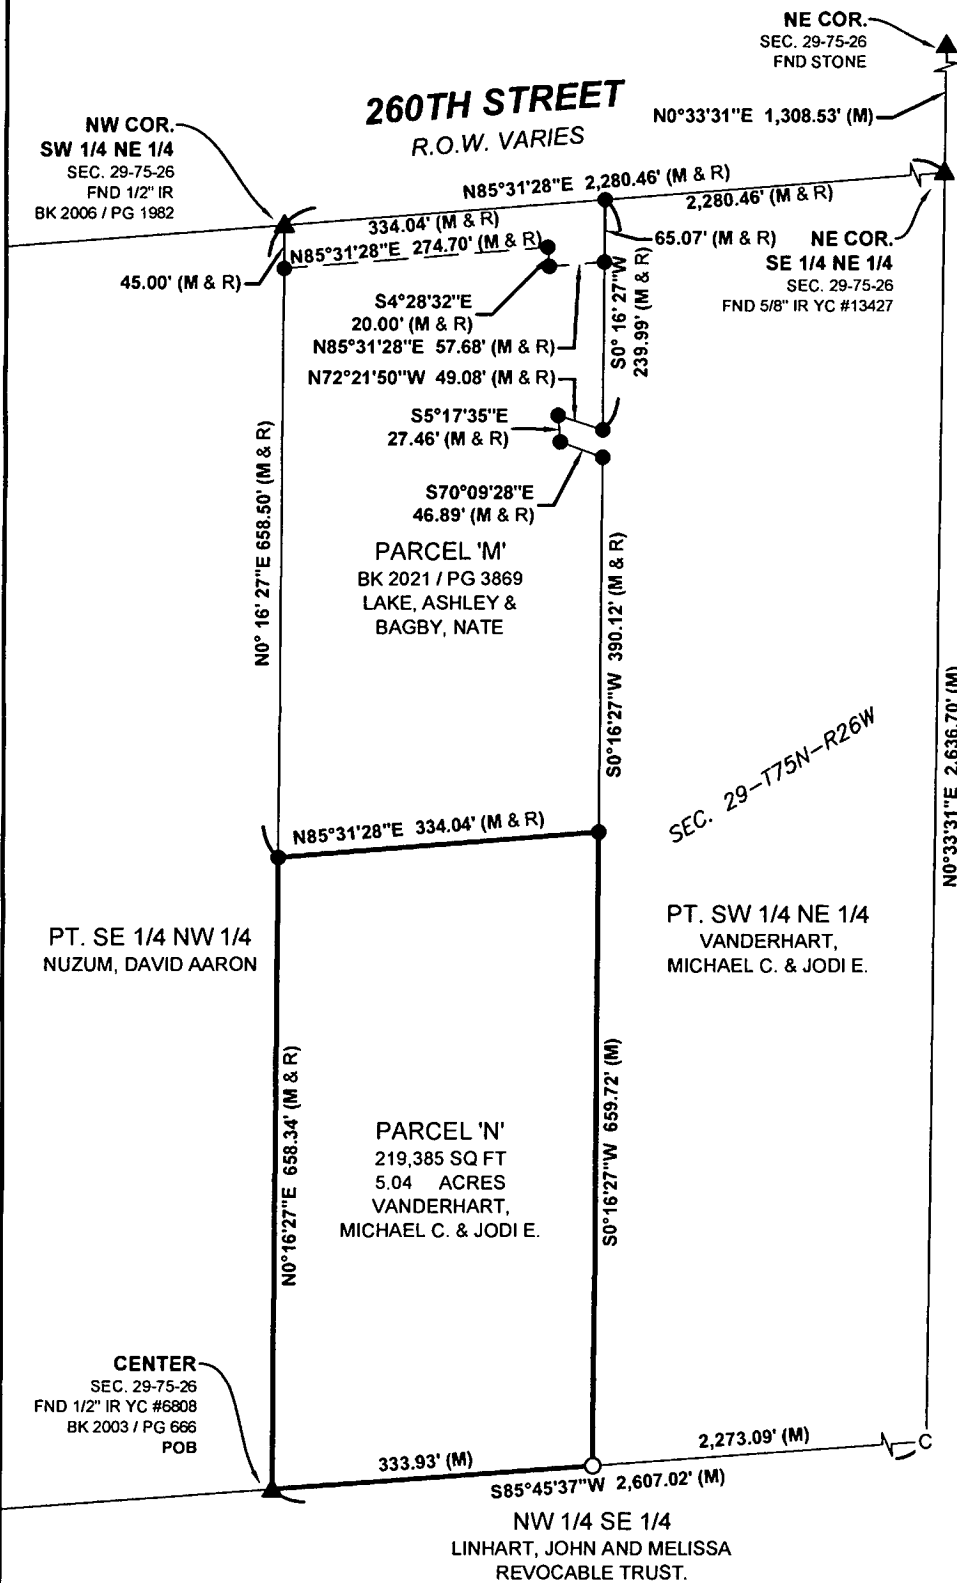 NE COR.
SEC. 29-75-26
FND STONE
260TH STREET
R.O.W. VARIES
N0°33'31"E 1,308.53' (M)
NW COR.
SW 1/4 NE 1/4
SEC. 29-75-26
FND 1/2" IR
BK 2006 / PG 1982
N85°31'28"E 2,280.46' (M & R)
334.04' (M & R)
2,280.46' (M & R)
N85°31'28"E 274.70' (M & R)
65.07' (M & R)
NE COR.
SE 1/4 NE 1/4
SEC. 29-75-26
FND 5/8" IR YC #13427
45.00' (M & R)
S4°28'32"E
20.00' (M & R)
N85°31'28"E 57.68' (M & R)
S0° 16'27"W
239.99' (M & R)
N72°21'50"W 49.08' (M & R)
S5°17'35"E
27.46' (M & R)
S70°09'28"E
46.89' (M & R)
N0° 16' 27"E 658.50' (M & R)
PARCEL 'M'
BK 2021 / PG 3869
LAKE, ASHLEY &
BAGBY, NATE
S0°16'27"W 390.12' (M & R)
SEC. 29-T75N-R26W
N0°33'31"E 2,636.70' (M)
N85°31'28"E 334.04' (M & R)
PT. SE 1/4 NW 1/4
NUZUM, DAVID AARON
PT. SW 1/4 NE 1/4
VANDERHART,
MICHAEL C. & JODI E.
N0°16'27"E 658.34' (M & R)
PARCEL 'N'
219,385 SQ FT
5.04 ACRES
VANDERHART,
MICHAEL C. & JODI E.
S0°16'27"W 659.72' (M)
CENTER
SEC. 29-75-26
FND 1/2" IR YC #6808
BK 2003 / PG 666
POB
333.93' (M)
2,273.09' (M)
C
S85°45'37"W 2,607.02' (M)
NW 1/4 SE 1/4
LINHART, JOHN AND MELISSA
REVOCABLE TRUST.